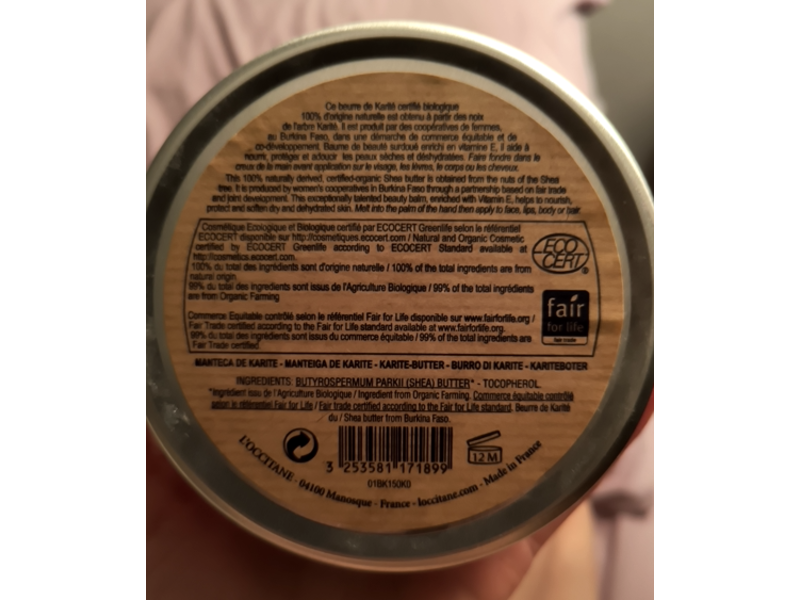 Ce beurre de Karité certifié biologique
100% d'origine naturelle est obtenu à partir des noix
de l'arbre Karité. Il est produit par des coopératives de femmes,
au Burkina Faso, dans une démarche de commerce équitable et de
co-développement. Baume de beauté surdoué enrichi en vitamine E, il aide à
nourrir, protéger et adoucir les peaux sèches et déshydratées. Faire fondre dans le
creux de la main avant application sur le visage, les lèvres, le corps ou les cheveux.
This 100% naturally derived, certified-organic Shea butter is obtained from the nuts of the Shea
tree. It is produced by women's cooperatives in Burkina Faso through a partnership based on fair trade
and joint development. This exceptionally talented beauty balm, enriched with Vitamin E, helps to nourish,
protect and soften dry and dehydrated skin. Melt into the palm of the hand then apply to face, lips, body or hair.
Cosmétique Ecologique et Biologique certifié par ECOCERT Greenlife selon le référentiel
ECOCERT disponible sur http://cosmetiques.ecocert.com / Natural and Organic Cosmetic
certified by ECOCERT Greenlife according to ECOCERT Standard available at
http://cosmetics.ecocert.com.
100% du total des ingrédients sont d'origine naturelle / 100% of the total ingredients are from
natural origin.
99% du total des ingrédients sont issus de l'Agriculture Biologique / 99% of the total ingredients
are from Organic Farming
ECO
CERT
®
Commerce Equitable contrôlé selon le référentiel Fair for Life disponible sur www.fairforlife.org /
Fair Trade certified according to the Fair for Life standard available at www.fairforlife.org.
99% du total des ingrédients sont issus du commerce équitable / 99% of the total ingredients are
Fair Trade certified.
fair
for life
fair trade
MANTECA DE KARITE - MANTEIGA DE KARITE - KARITE-BUTTER - BURRO DI KARITE - KARITEBOTER
INGREDIENTS: BUTYROSPERMUM PARKII (SHEA) BUTTER* - TOCOPHEROL.
*Ingrédient issu de l'Agriculture Biologique / Ingredient from Organic Farming. Commerce équitable contrôlé
selon le référentiel Fair for Life / Fair trade certified according to the Fair for Life standard. Beurre de Karité
du / Shea butter from Burkina Faso.
3 253581 171899
12 M
01BK150K0
L'OCCITANE - 04100 Manosque - France - loccitane.com - Made in France